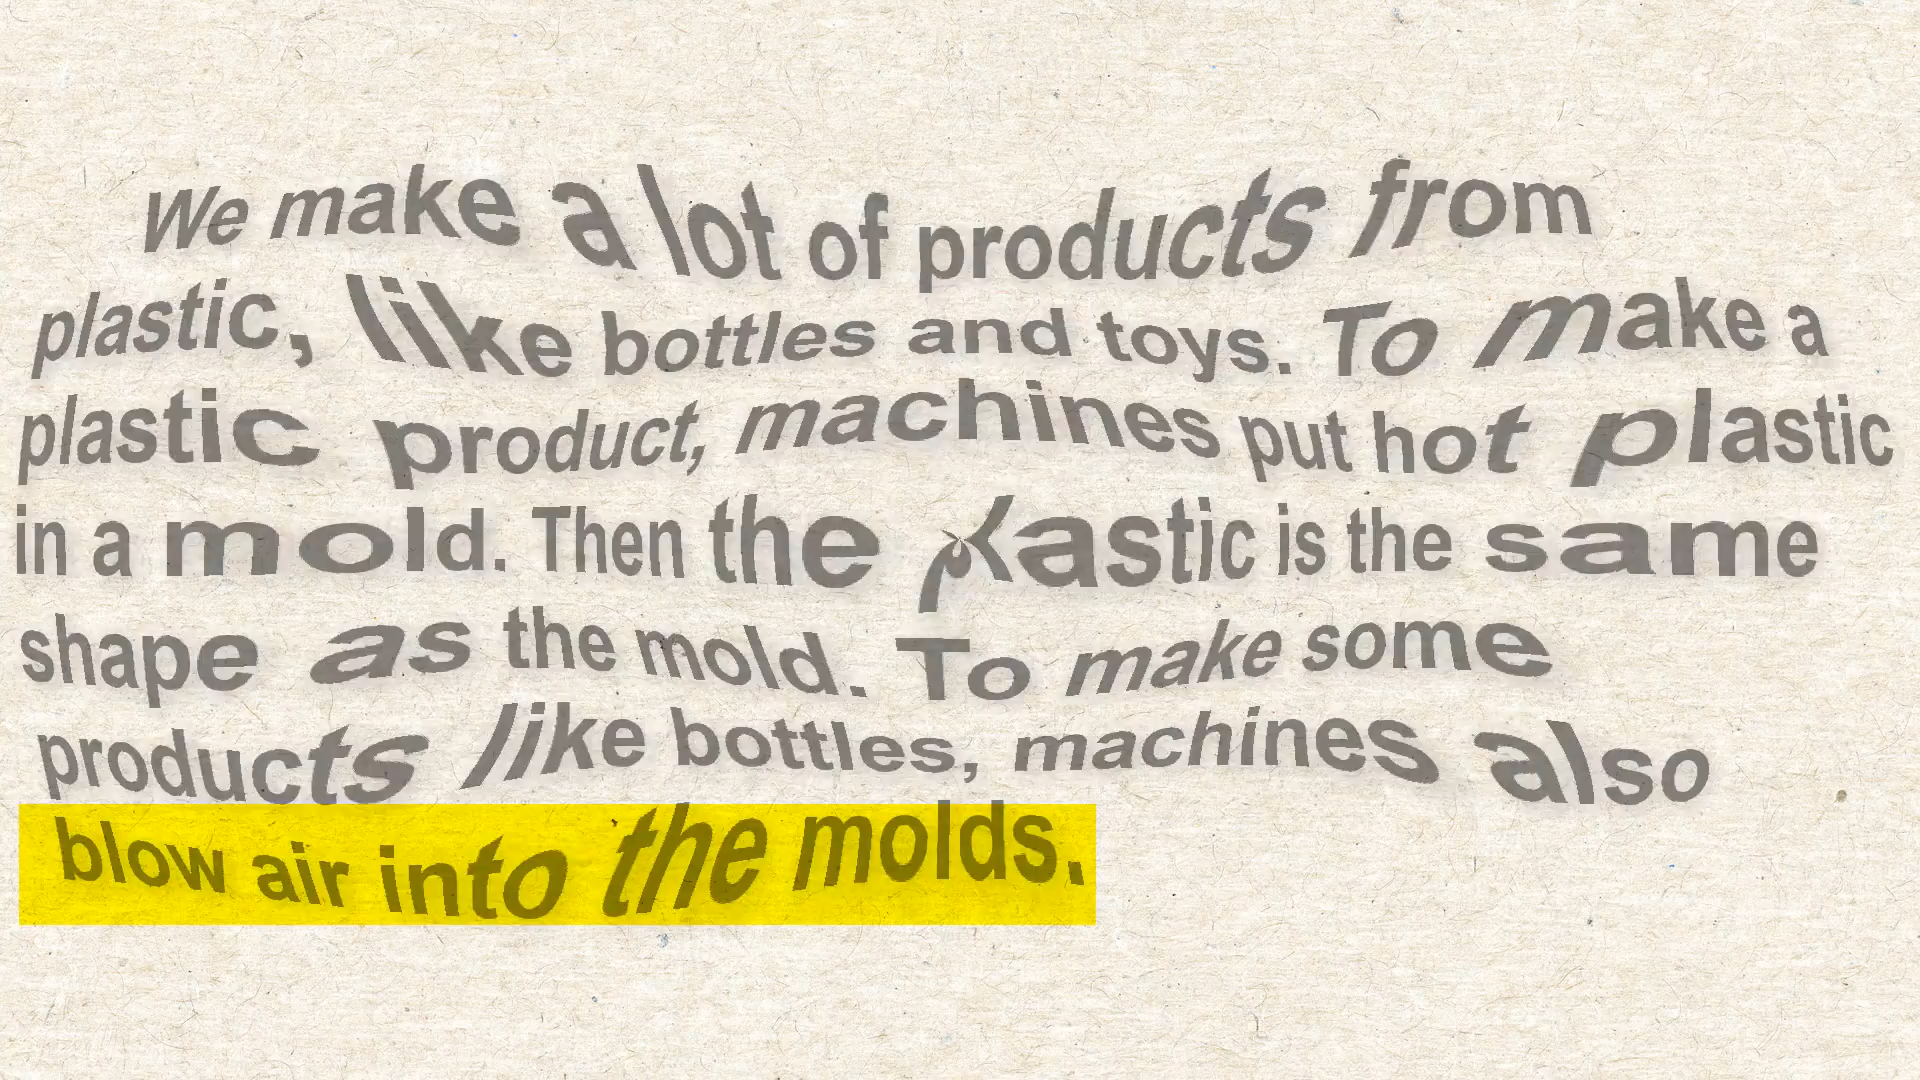 We make a lot of products from
plastic, like bottles and toys. To make a
plastic product, machines put hot plastic
in a mold. Then the plastic is the same
shape as the mold. To make some
products like bottles, machines also
blow air into the molds.